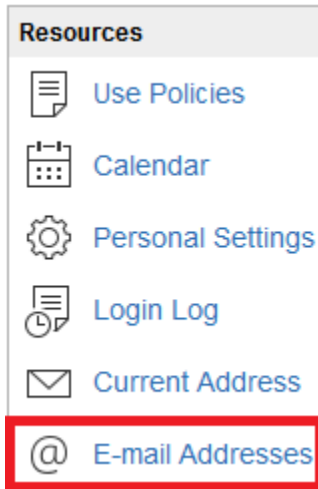 Resources
Use Policies
Calendar
Personal Settings
Login Log
Current Address
@ E-mail Addresses